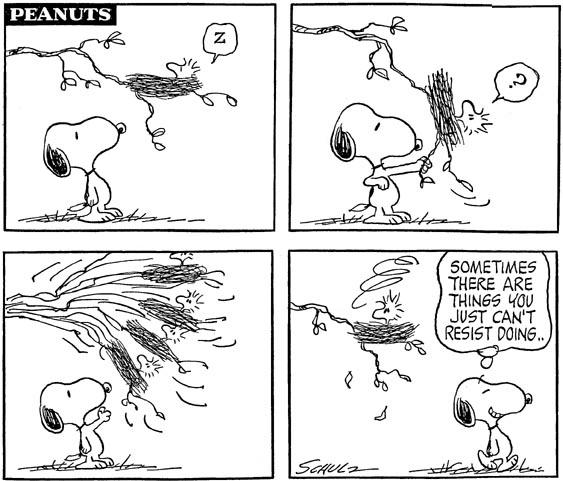 PEANUTS
Z
?
SOMETIMES
THERE ARE
THINGS YOU
JUST CAN'T
RESIST DOING..
SCHULZ